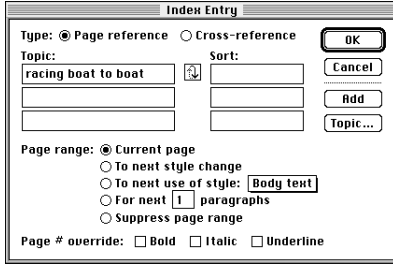 Index Entry
Type: Page reference Cross-reference
OK
Topic: Sort:
racing boat to boat
Cancel
Add
Topic...
Page range: Current page
To next style change
To next use of style: Body text
For next 1 paragraphs
Suppress page range
Page # override: Bold Italic Underline